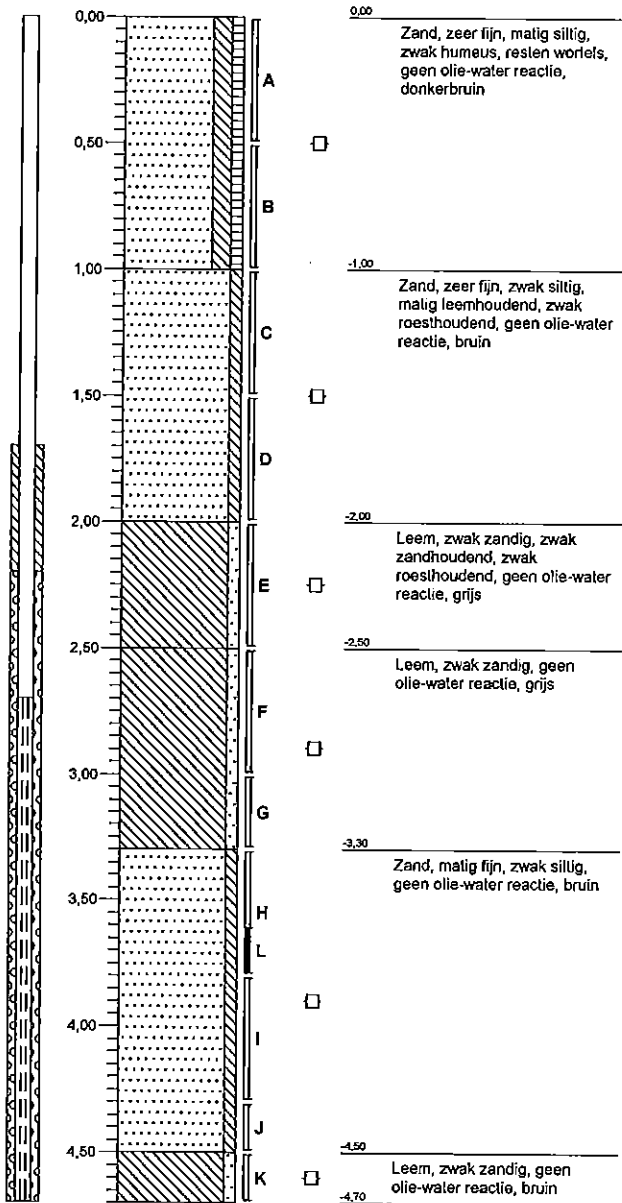 0,00
0,50
1,00
1,50
2,00
2,50
3,00
3,50
4,00
4,50
A
B
C
D
E
F
G
H
L
I
J
K
0,00
Zand, zeer fijn, matig siltig,
zwak humeus, resten wortels,
geen olie-water reactie,
donkerbruin
-1,00
Zand, zeer fijn, zwak siltig,
matig leemhoudend, zwak
roesthoudend, geen olie-water
reactie, bruin
-2,00
Leem, zwak zandig, zwak
zandhoudend, zwak
roesthoudend, geen olie-water
reactie, grijs
-2,50
Leem, zwak zandig, geen
olie-water reactie, grijs
-3,30
Zand, matig fijn, zwak siltig,
geen olie-water reactie, bruin
-4,50
Leem, zwak zandig, geen
olie-water reactie, bruin
-4,70